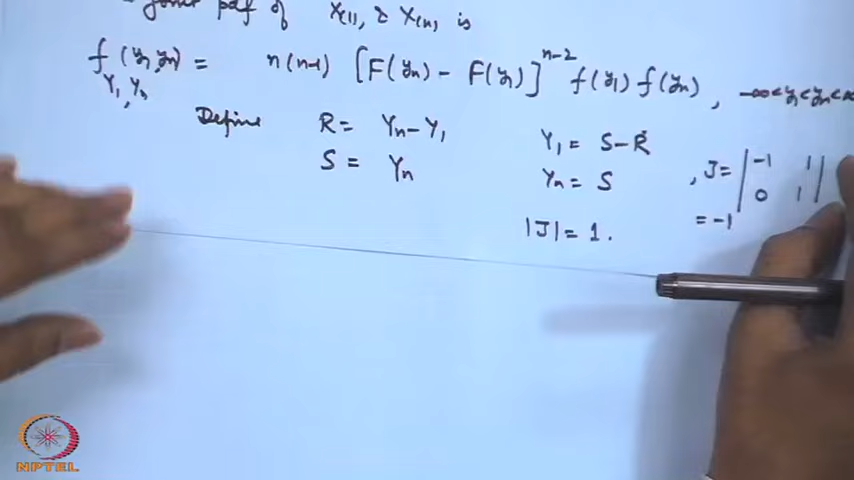 Joint pdf of X(1), & X(n) is
f Y1, Yn (y1, yn) = n(n-1) [F(yn) - F(y1)]^{n-2} f(y1) f(yn), -∞<y1<yn<∞
Define R = Yn-Y1, Y1 = S-R
S = Yn Yn = S , J = |-1 1; 0 1|
|J| = 1. = -1
NPTEL